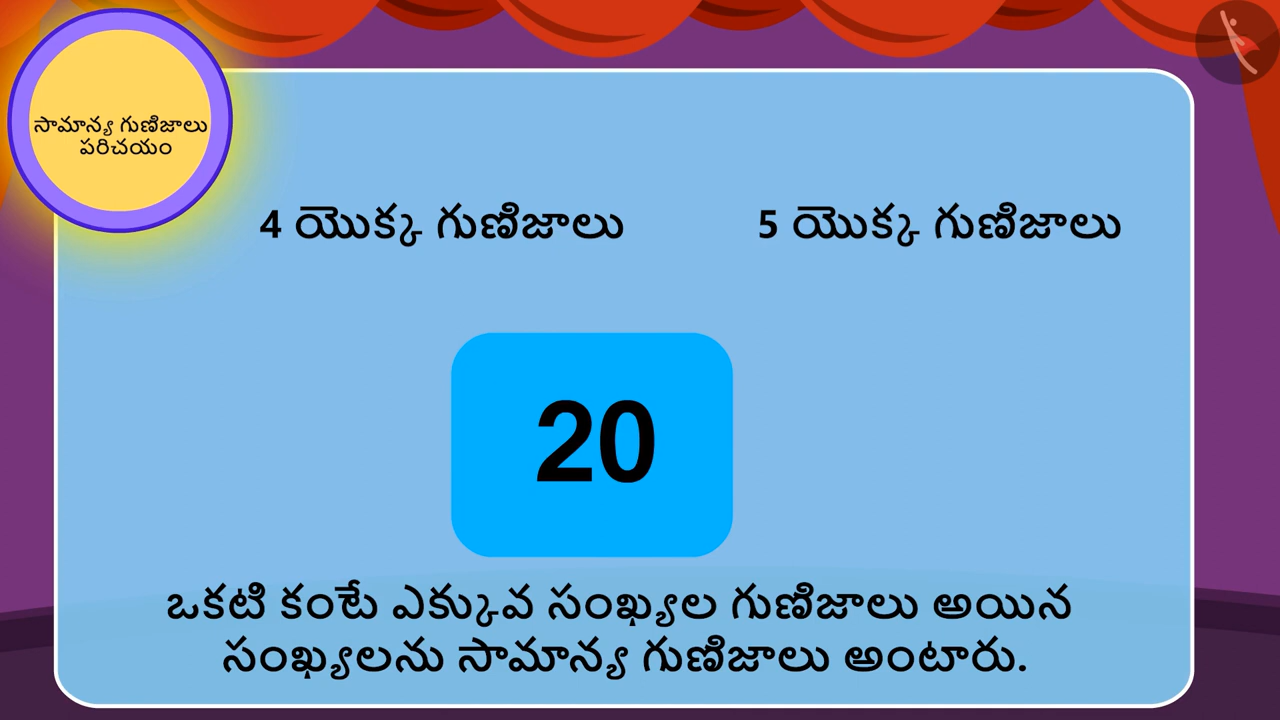 సామాన్య గుణిజాలు
పరిచయం
4 యొక్క గుణిజాలు
5 యొక్క గుణిజాలు
20
ఒకటి కంటే ఎక్కువ సంఖ్యల గుణిజాలు అయిన
సంఖ్యలను సామాన్య గుణిజాలు అంటారు.